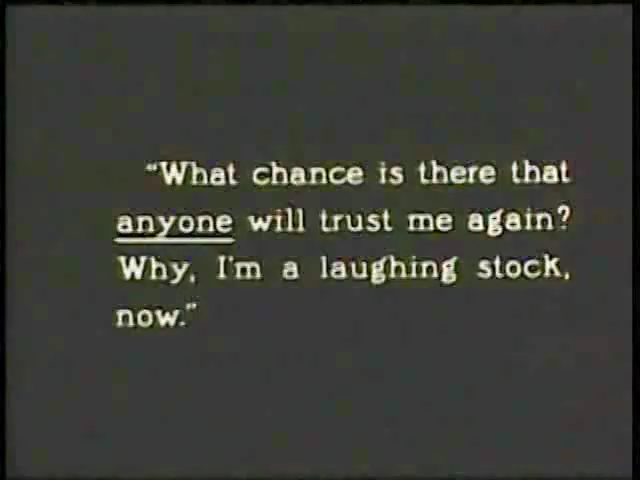 "What chance is there that
anyone will trust me again?
Why, I'm a laughing stock,
now."